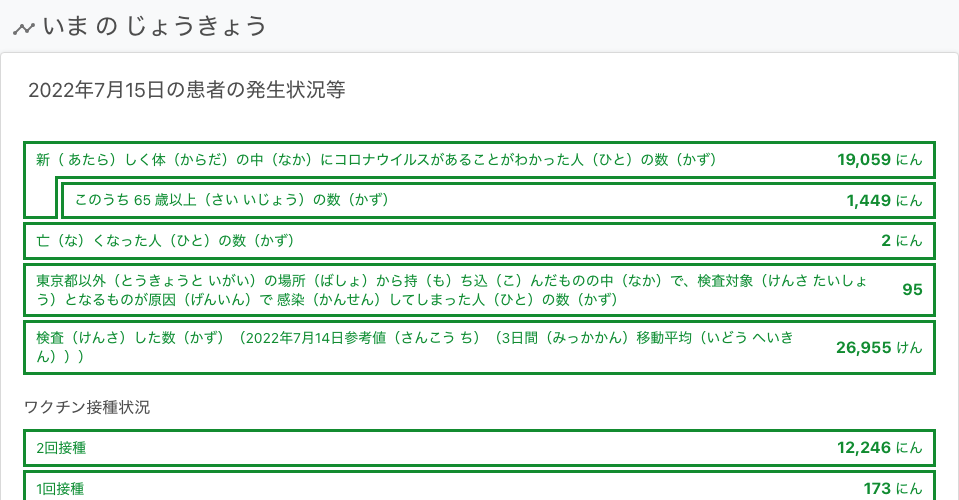 いま の じょうきょう
2022年7月15日の患者の発生状況等
新（ あたら）しく体（からだ）の中（なか）にコロナウイルスがあることがわかった人（ひと）の数（かず） 19,059 にん
このうち 65 歳以上（さい いじょう）の数（かず） 1,449 にん
亡（な）くなった人（ひと）の数（かず） 2 にん
東京都以外（とうきょうと いがい）の場所（ばしょ）から持（も）ち込（こ）んだものの中（なか）で、検査対象（けんさ たいしょ
う）となるものが原因（げんいん）で 感染（かんせん）してしまった人（ひと）の数（かず） 95
検査（けんさ）した数（かず）（2022年7月14日参考値（さんこう ち）（3日間（みっかかん）移動平均（いどう へいき
ん））） 26,955 けん
ワクチン接種状況
2回接種 12,246 にん
1回接種 173 にん